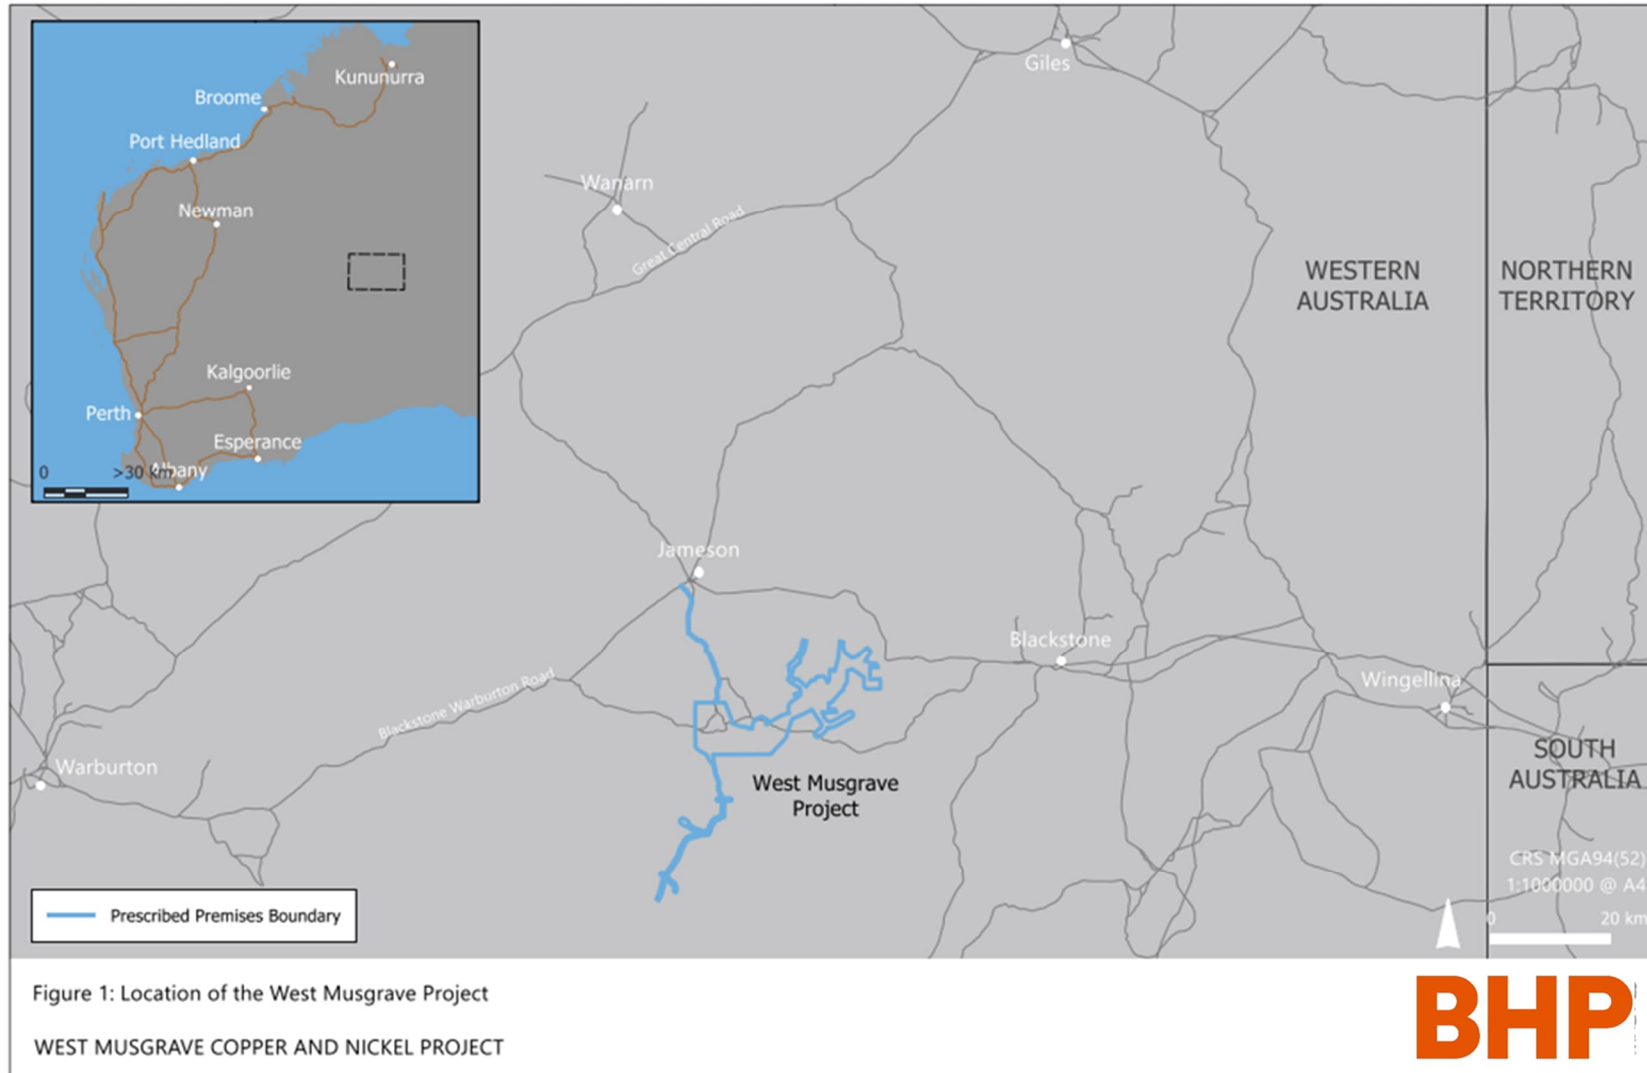 Kununurra
Broome
Port Hedland
Newman
Kalgoorlie
Perth
Esperance
Albany
0 >30 km
Giles
Wanarn
Great Central Road
WESTERN
AUSTRALIA
NORTHERN
TERRITORY
Jameson
Blackstone
Wingellina
Blackstone Warburton Road
Warburton
West Musgrave
Project
SOUTH
AUSTRALIA
CRS MGA94(52)
1:1000000 @ A4
0 20 km
Prescribed Premises Boundary
Figure 1: Location of the West Musgrave Project
WEST MUSGRAVE COPPER AND NICKEL PROJECT
BHP